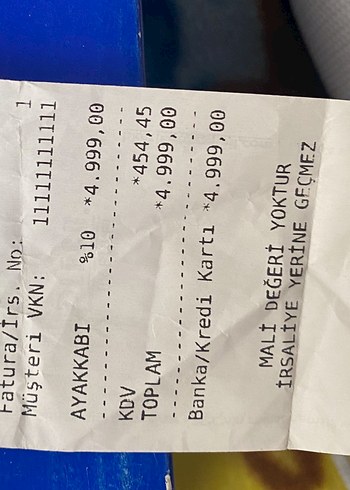 Fatura/İrs. No: 1
Müşteri VKN: 11111111111
AYAKKABI %10 *4.999,00
--------------------------------
KDV *454,45
TOPLAM *4.999,00
--------------------------------
Banka/Kredi Kartı *4.999,00
MALİ DEĞERİ YOKTUR
İRSALİYE YERİNE GEÇMEZ